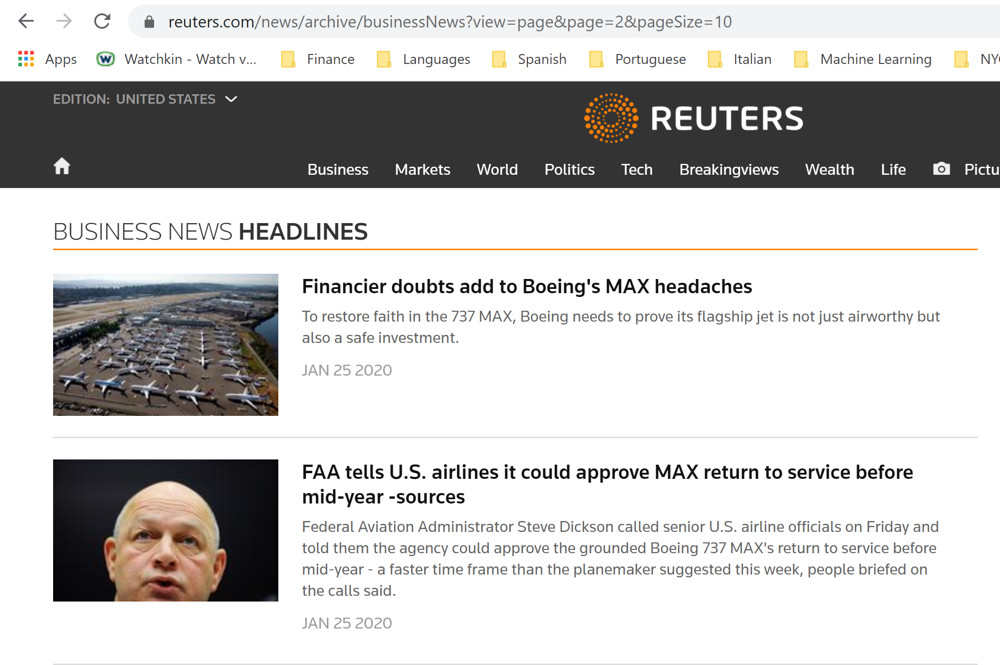 reuters.com/news/archive/businessNews?view=page&page=2&pageSize=10
Apps Watchkin - Watch v... Finance Languages Spanish Portuguese Italian Machine Learning NY
EDITION: UNITED STATES
REUTERS
Business Markets World Politics Tech Breakingviews Wealth Life Pictu
BUSINESS NEWS HEADLINES
Financier doubts add to Boeing's MAX headaches
To restore faith in the 737 MAX, Boeing needs to prove its flagship jet is not just airworthy but
also a safe investment.
JAN 25 2020
FAA tells U.S. airlines it could approve MAX return to service before
mid-year -sources
Federal Aviation Administrator Steve Dickson called senior U.S. airline officials on Friday and
told them the agency could approve the grounded Boeing 737 MAX's return to service before
mid-year - a faster time frame than the planemaker suggested this week, people briefed on
the calls said.
JAN 25 2020